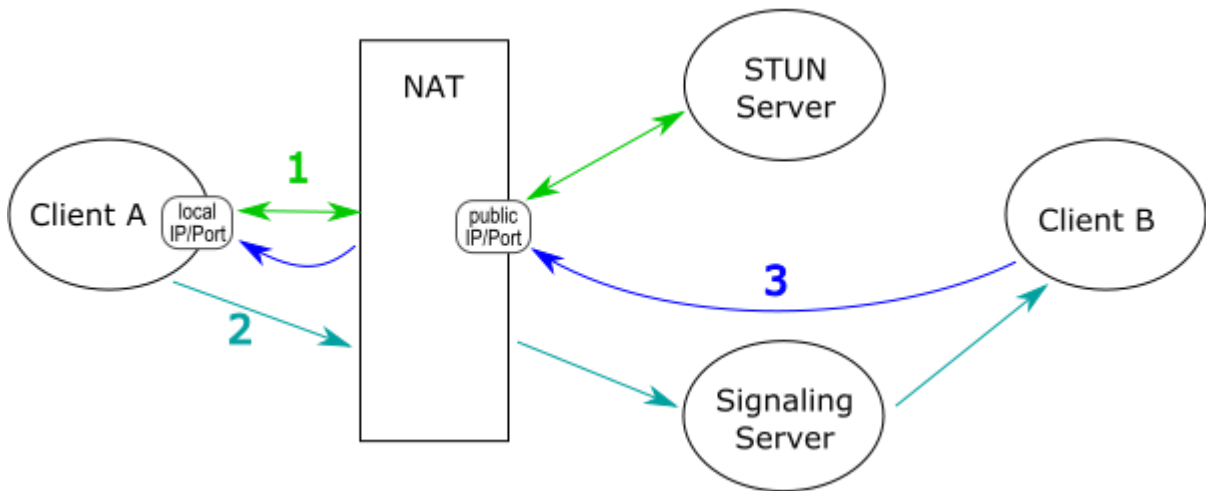 NAT
STUN
Server
1
Client A
local
IP/Port
public
IP/Port
Client B
2
3
Signaling
Server